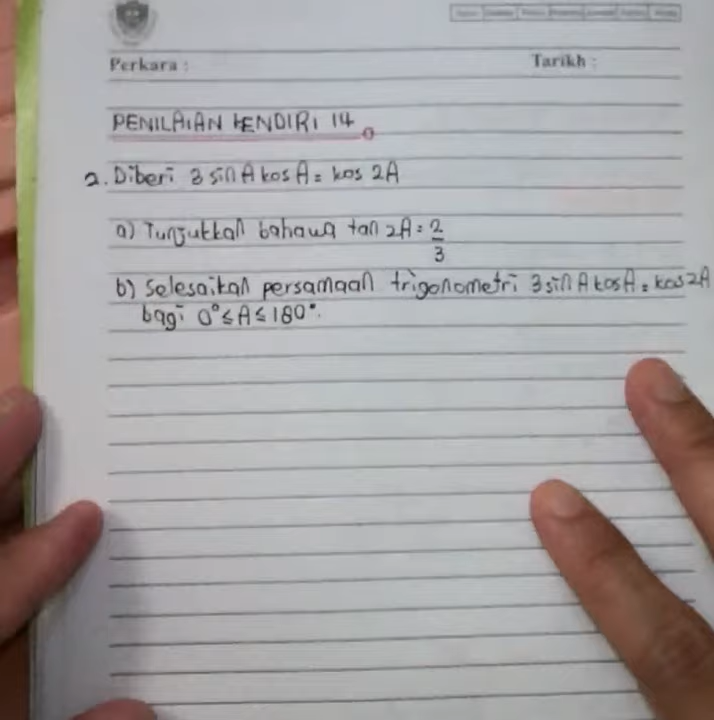 Perkara :
Tarikh :
PENILAIAN KENDIRI 14
2. Diberi 3 sin A kos A = kos 2A
a) Tunjukkan bahawa tan 2A = 2/3
b) Selesaikan persamaan trigonometri 3 sin A kos A = kos 2A
bagi 0° ≤ A ≤ 180°.